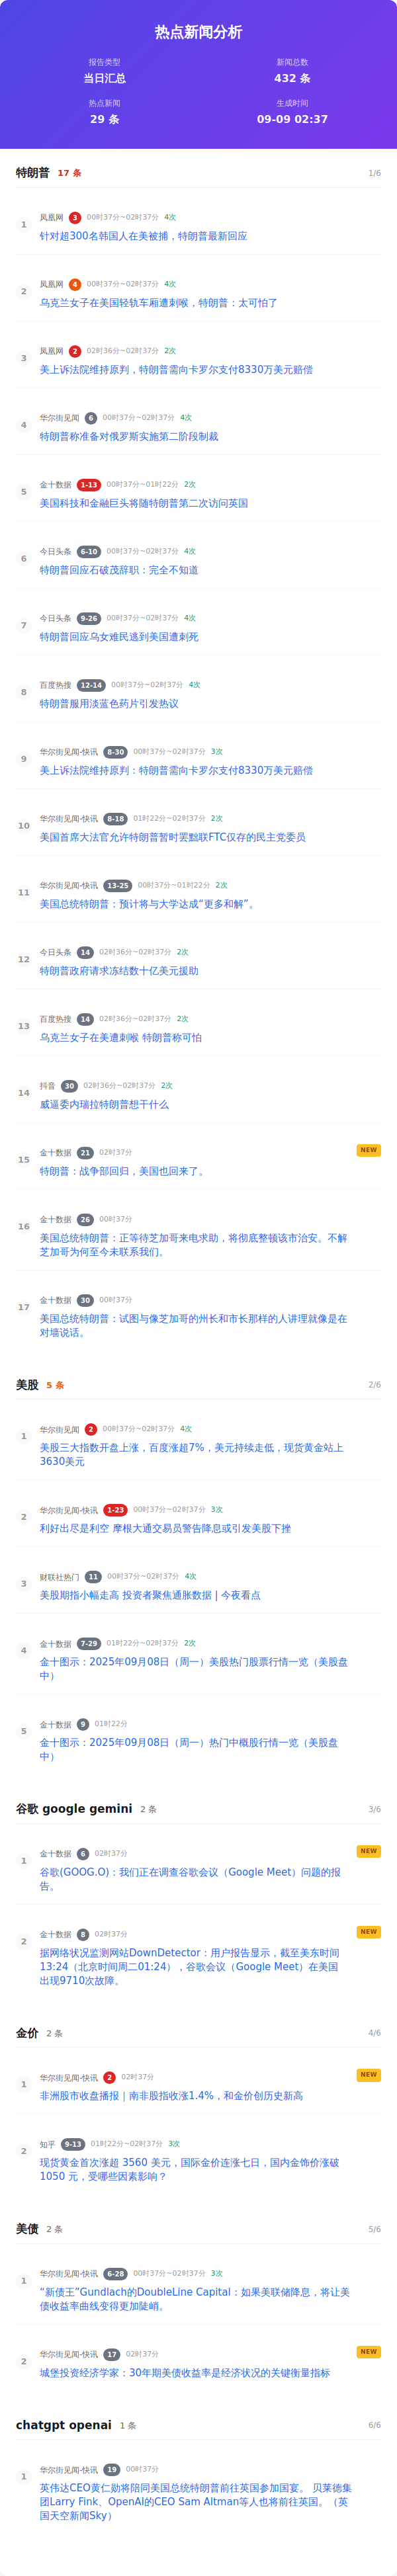 热点新闻分析
报告类型
新闻总数
当日汇总
432 条
热点新闻
生成时间
29 条
09-09 02:37
特朗普 17 条 1/6
1 凤凰网 3 00时37分~02时37分 4次
针对超300名韩国人在美被捕，特朗普最新回应
2 凤凰网 4 00时37分~02时37分 4次
乌克兰女子在美国轻轨车厢遭刺喉，特朗普：太可怕了
3 凤凰网 2 02时36分~02时37分 2次
美上诉法院维持原判，特朗普需向卡罗尔支付8330万美元赔偿
4 华尔街见闻 6 00时37分~02时37分 4次
特朗普称准备对俄罗斯实施第二阶段制裁
5 金十数据 1-13 00时37分~01时22分 2次
美国科技和金融巨头将随特朗普第二次访问英国
6 今日头条 6-10 00时37分~02时37分 4次
特朗普回应石破茂辞职：完全不知道
7 今日头条 9-26 00时37分~02时37分 4次
特朗普回应乌女难民逃到美国遭刺死
8 百度热搜 12-14 00时37分~02时37分 4次
特朗普服用淡蓝色药片引发热议
9 华尔街见闻-快讯 8-30 00时37分~02时37分 3次
美上诉法院维持原判：特朗普需向卡罗尔支付8330万美元赔偿
10 华尔街见闻-快讯 8-18 01时22分~02时37分 2次
美国首席大法官允许特朗普暂时罢黜联FTC仅存的民主党委员
11 华尔街见闻-快讯 13-25 00时37分~01时22分 2次
美国总统特朗普：预计将与大学达成“更多和解”。
12 今日头条 14 02时36分~02时37分 2次
特朗普政府请求冻结数十亿美元援助
13 百度热搜 14 02时36分~02时37分 2次
乌克兰女子在美遭刺喉 特朗普称可怕
14 抖音 30 02时36分~02时37分 2次
威逼委内瑞拉特朗普想干什么
15 金十数据 21 02时37分 NEW
特朗普：战争部回归，美国也回来了。
16 金十数据 26 00时37分
美国总统特朗普：正等待芝加哥来电求助，将彻底整顿该市治安。不解
芝加哥为何至今未联系我们。
17 金十数据 30 00时37分
美国总统特朗普：试图与像芝加哥的州长和市长那样的人讲理就像是在
对墙说话。
美股 5 条 2/6
1 华尔街见闻 2 00时37分~02时37分 4次
美股三大指数开盘上涨，百度涨超7%，美元持续走低，现货黄金站上
3630美元
2 华尔街见闻-快讯 1-23 00时37分~02时37分 3次
利好出尽是利空 摩根大通交易员警告降息或引发美股下挫
3 财联社热门 11 00时37分~02时37分 4次
美股期指小幅走高 投资者聚焦通胀数据 | 今夜看点
4 金十数据 7-29 01时22分~02时37分 2次
金十图示：2025年09月08日（周一）美股热门股票行情一览（美股盘
中）
5 金十数据 9 01时22分
金十图示：2025年09月08日（周一）热门中概股行情一览（美股盘
中）
谷歌 google gemini 2 条 3/6
1 金十数据 6 02时37分 NEW
谷歌(GOOG.O)：我们正在调查谷歌会议（Google Meet）问题的报
告。
2 金十数据 8 02时37分 NEW
据网络状况监测网站DownDetector：用户报告显示，截至美东时间
13:24（北京时间周二01:24），谷歌会议（Google Meet）在美国
出现9710次故障。
金价 2 条 4/6
1 华尔街见闻-快讯 2 02时37分 NEW
非洲股市收盘播报｜南非股指收涨1.4%，和金价创历史新高
2 知乎 9-13 01时22分~02时37分 3次
现货黄金首次涨超 3560 美元，国际金价连涨七日，国内金饰价涨破
1050 元，受哪些因素影响？
美债 2 条 5/6
1 华尔街见闻-快讯 6-28 00时37分~02时37分 3次
“新债王”Gundlach的DoubleLine Capital：如果美联储降息，将让美
债收益率曲线变得更加陡峭。
2 华尔街见闻-快讯 17 02时37分 NEW
城堡投资经济学家：30年期美债收益率是经济状况的关键衡量指标
chatgpt openai 1 条 6/6
1 华尔街见闻-快讯 19 00时37分
英伟达CEO黄仁勋将陪同美国总统特朗普前往英国参加国宴。 贝莱德集
团Larry Fink、OpenAI的CEO Sam Altman等人也将前往英国。（英
国天空新闻Sky）